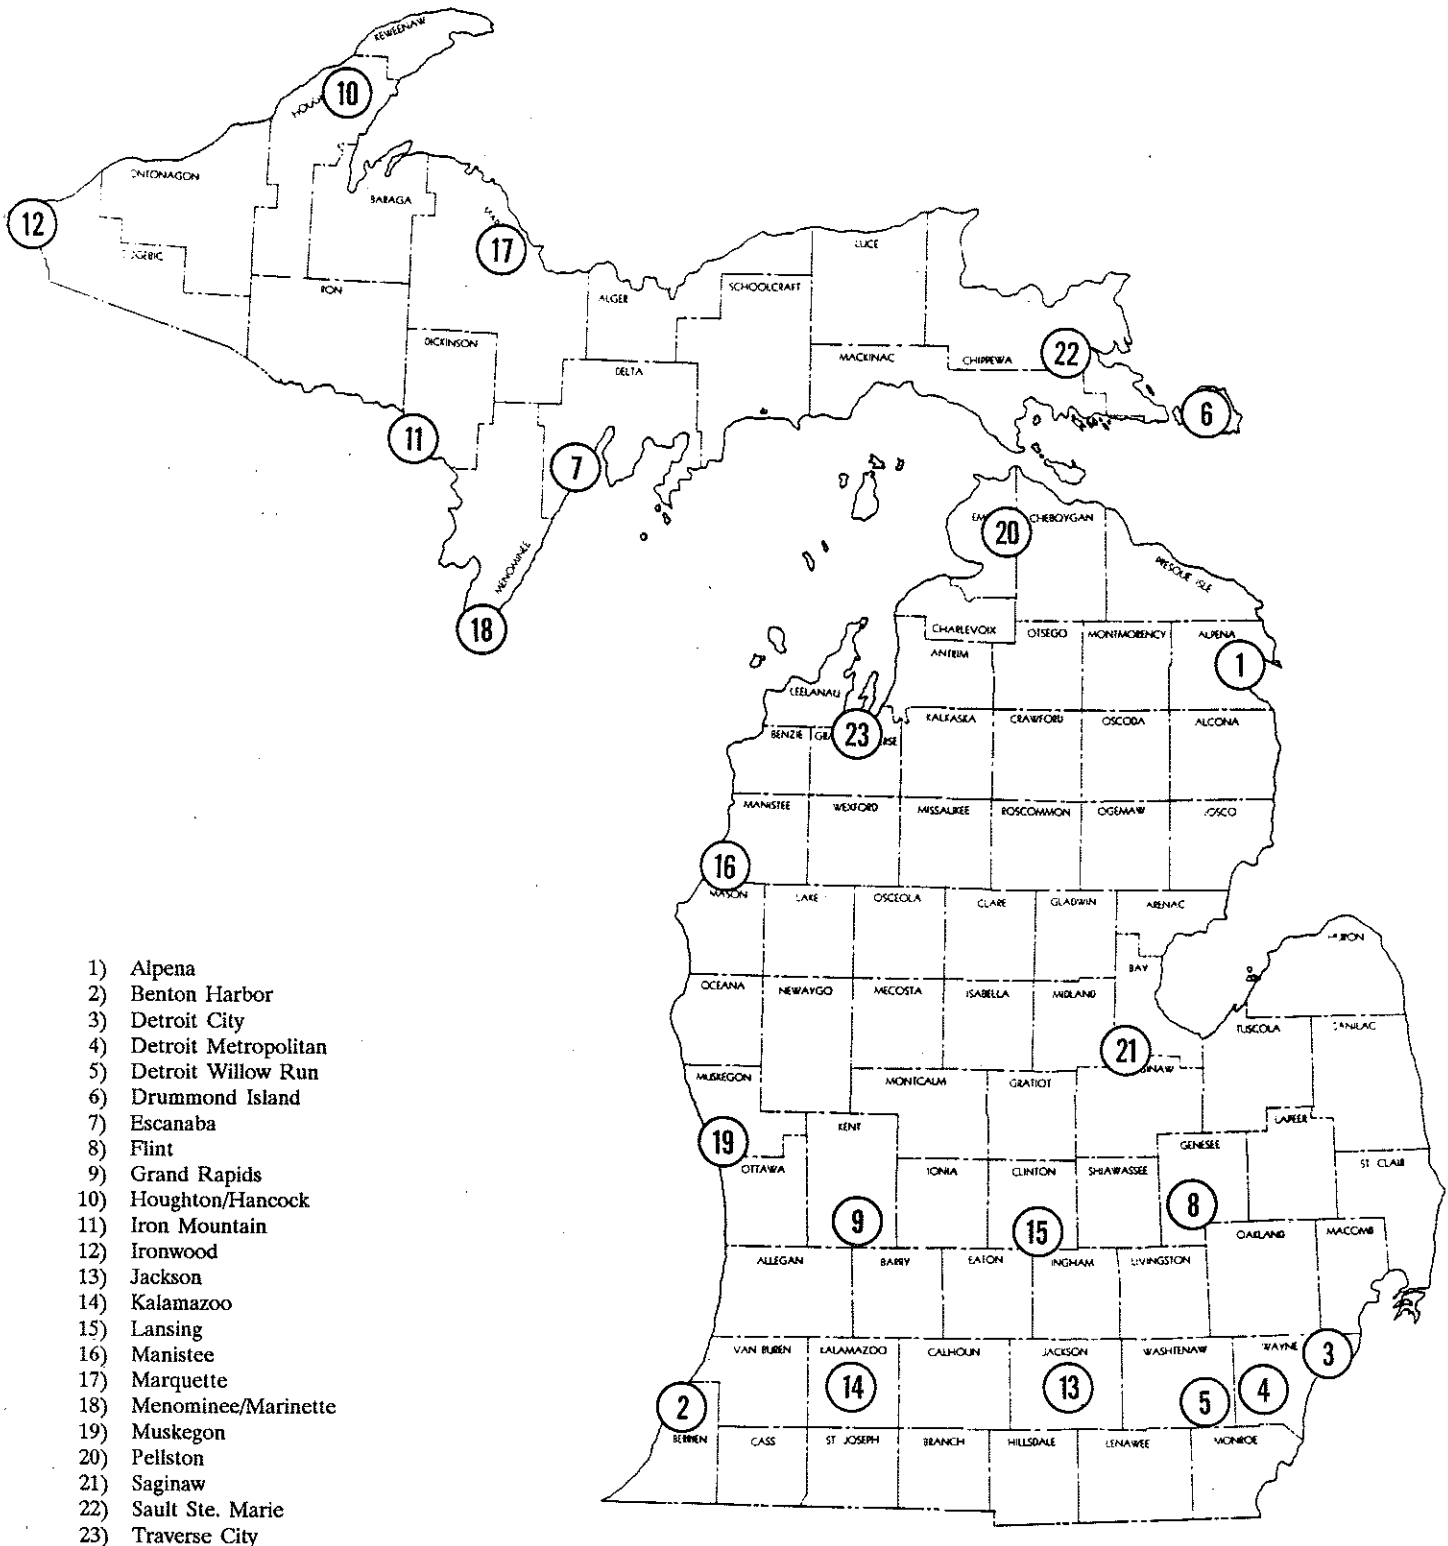 KEWEENAW
10
HOUGH
ONTONAGON
BARAGA
12
17
LUCE
GOGEBIC
IRON
ALGER
SCHOOLCRAFT
DICKINSON
DELTA
MACKINAC
CHIPPEWA
22
6
11
7
20
CHEBOYGAN
MENOMINEE
PRESQUE ISLE
18
CHARLEVOIX
OTSEGO
MONTMORENCY
ALPENA
ANTRIM
1
LEELANAU
KALKASKA
CRAWFORD
OSCODA
ALCONA
BENZIE
GRA
23
RSE
MANISTEE
WEXFORD
MISSAUKEE
ROSCOMMON
OGEMAW
IOSCO
16
MASON
LAKE
OSCEOLA
CLARE
GLADWIN
ARENAC
HURON
BAY
OCEANA
NEWAYGO
MECOSTA
ISABELLA
MIDLAND
TUSCOLA
SANILAC
21
INAW
MUSKEGON
MONTCALM
GRATIOT
LAPEER
KENT
19
GENESEE
OTTAWA
IONIA
CLINTON
SHIAWASSEE
ST CLAIR
8
9
15
OAKLAND
MACOMB
ALLEGAN
BARRY
EATON
INGHAM
LIVINGSTON
VAN BUREN
KALAMAZOO
CALHOUN
JACKSON
WASHTENAW
WAYNE
3
14
13
5
4
2
BERRIEN
CASS
ST JOSEPH
BRANCH
HILLSDALE
LENAWEE
MONROE
1) Alpena
2) Benton Harbor
3) Detroit City
4) Detroit Metropolitan
5) Detroit Willow Run
6) Drummond Island
7) Escanaba
8) Flint
9) Grand Rapids
10) Houghton/Hancock
11) Iron Mountain
12) Ironwood
13) Jackson
14) Kalamazoo
15) Lansing
16) Manistee
17) Marquette
18) Menominee/Marinette
19) Muskegon
20) Pellston
21) Saginaw
22) Sault Ste. Marie
23) Traverse City